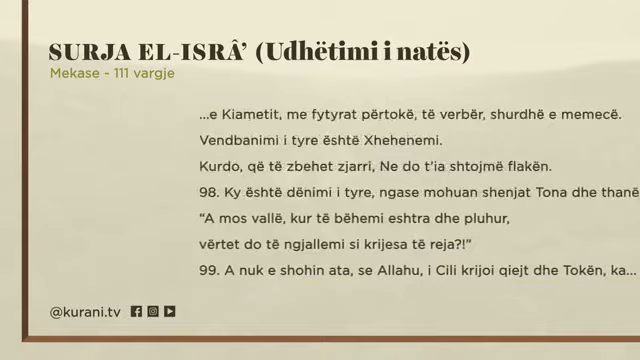 SURJA EL-ISRÂ’ (Udhëtimi i natës)
Mekase - 111 vargje
...e Kiametit, me fytyrat përtokë, të verbër, shurdhë e memecë.
Vendbanimi i tyre është Xhehenemi.
Kurdo, që të zbehet zjarri, Ne do t’ia shtojmë flakën.
98. Ky është dënimi i tyre, ngase mohuan shenjat Tona dhe thanë
“A mos vallë, kur të bëhemi eshtra dhe pluhur,
vërtet do të ngjallemi si krijesa të reja?!”
99. A nuk e shohin ata, se Allahu, i Cili krijoi qiejt dhe Tokën, ka...
@kurani.tv